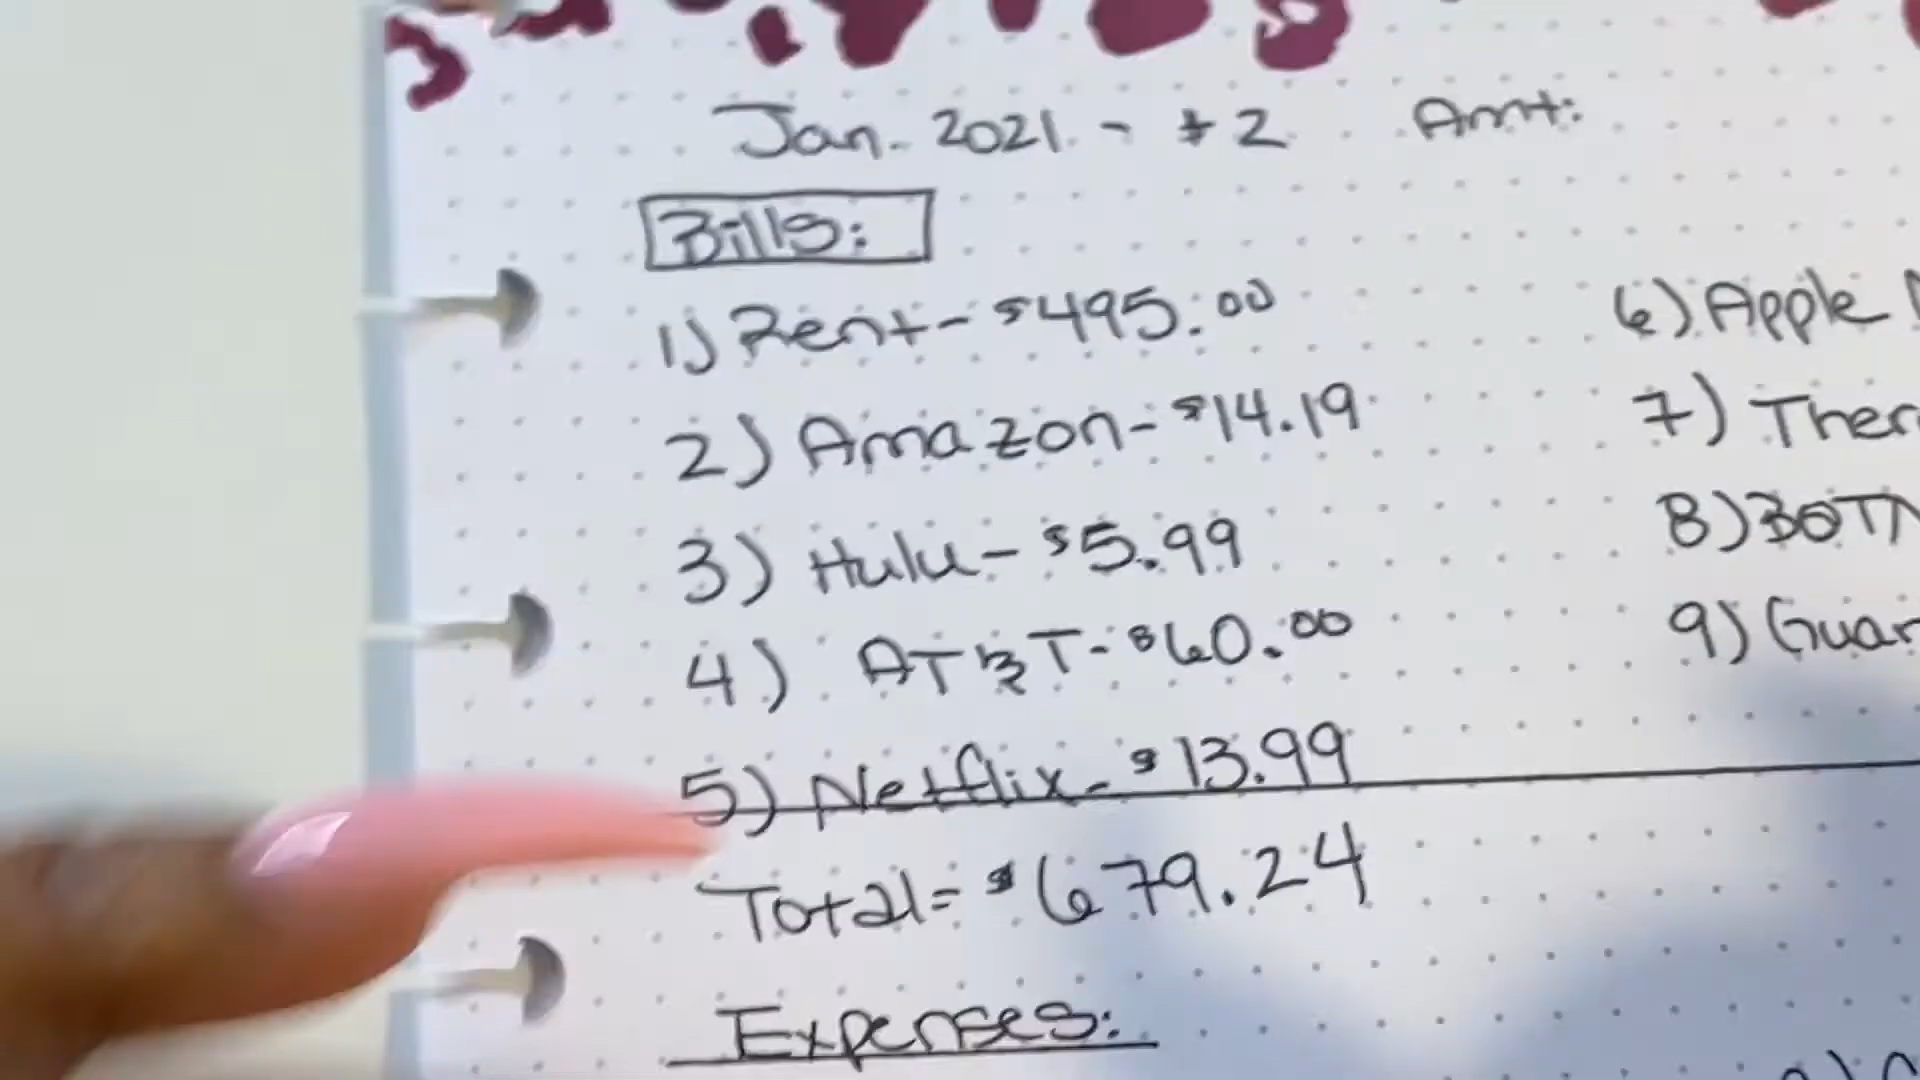 Jan. 2021 - #2 Amt:
Bills:
1) Rent - $495.00
2) Amazon - $14.19
3) Hulu - $5.99
4) AT&T - $60.00
5) Netflix - $13.99
Total = $679.24
Expenses:
6) Apple
7) Ther
8) BOTM
9) Guar